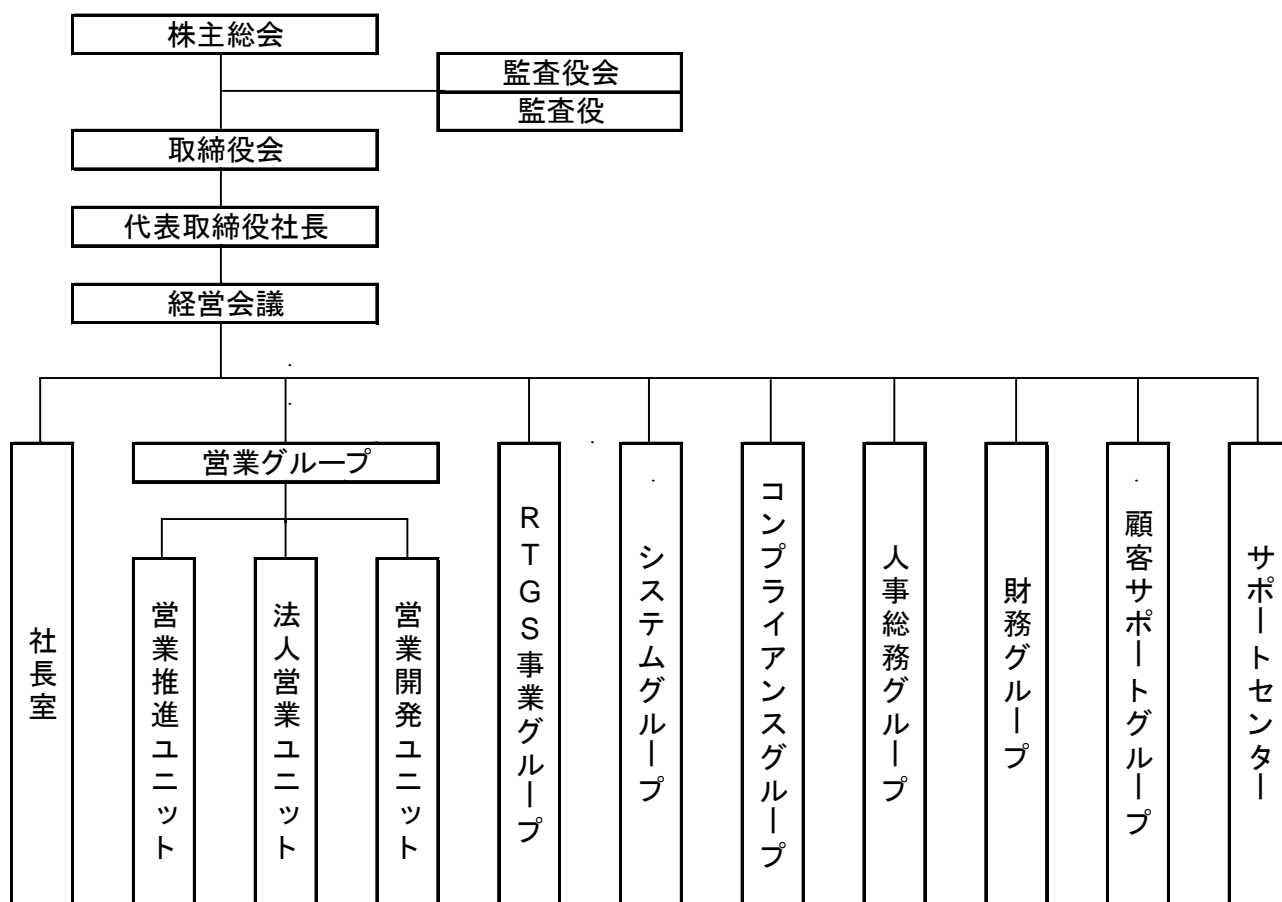 株主総会
監査役会
監査役
取締役会
代表取締役社長
経営会議
社長室
営業グループ
営業推進ユニット
法人営業ユニット
営業開発ユニット
RTGS事業グループ
システムグループ
コンプライアンスグループ
人事総務グループ
財務グループ
顧客サポートグループ
サポートセンター